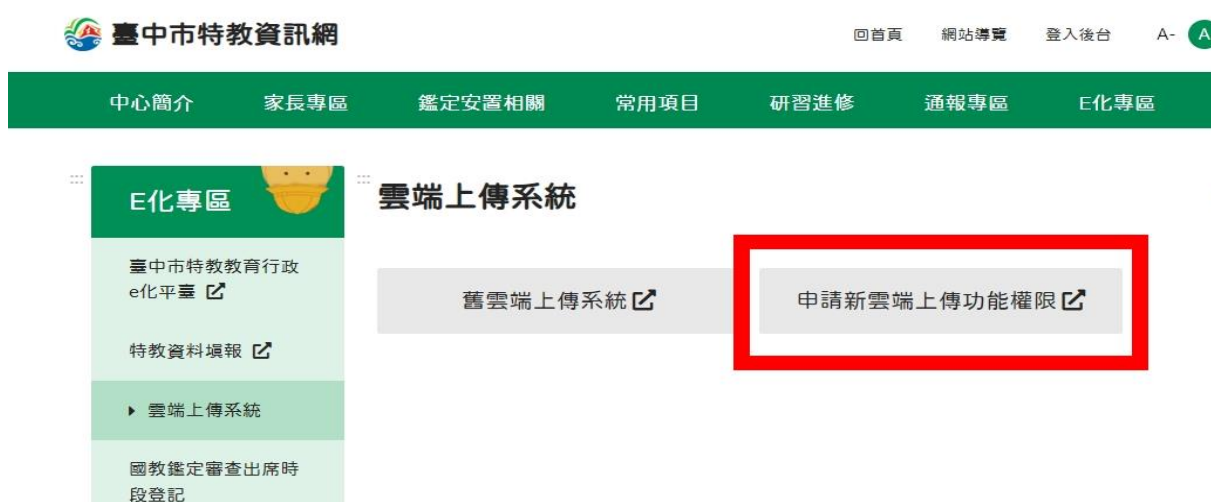 臺中市特教資訊網
回首頁 網站導覽 登入後台 A- A
中心簡介 家長專區 鑑定安置相關 常用項目 研習進修 通報專區 E化專區
E化專區
臺中市特教教育行政
e化平臺
特教資料填報
雲端上傳系統
國教鑑定審查出席時
段登記
雲端上傳系統
舊雲端上傳系統
申請新雲端上傳功能權限